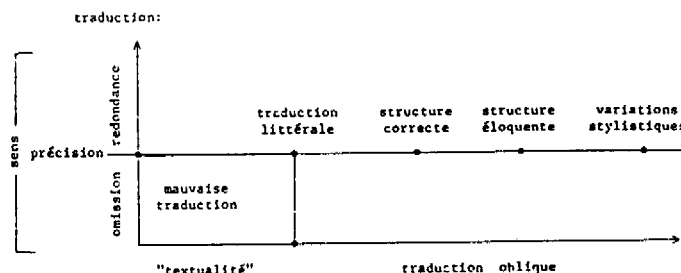 traduction:
redondance
traduction littérale
structure correcte
structure éloquente
variations stylistiques
sens
précision
omission
mauvaise traduction
"textualité"
traduction oblique